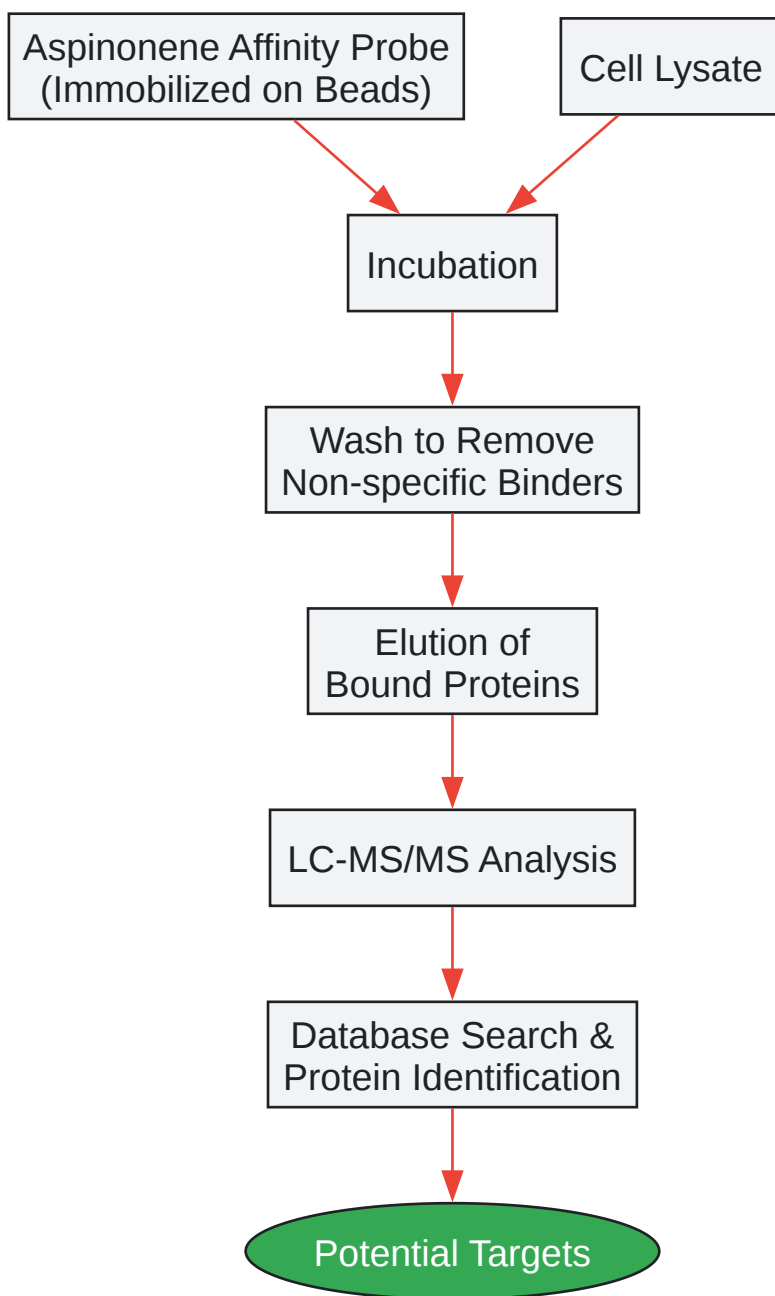 Aspinonene Affinity Probe
(Immobilized on Beads)
Cell Lysate
Incubation
Wash to Remove
Non-specific Binders
Elution of
Bound Proteins
LC-MS/MS Analysis
Database Search &
Protein Identification
Potential Targets